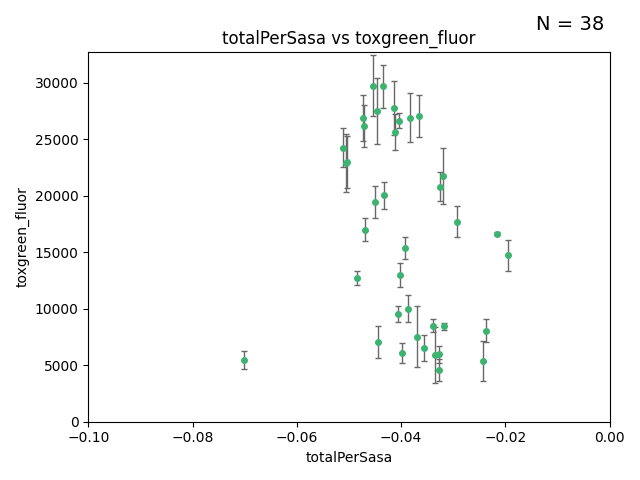 N = 38
totalPerSasa vs toxgreen_fluor
30000
25000
20000
15000
10000
5000
0
toxgreen_fluor
−0.10 −0.08 −0.06 −0.04 −0.02 0.00
totalPerSasa